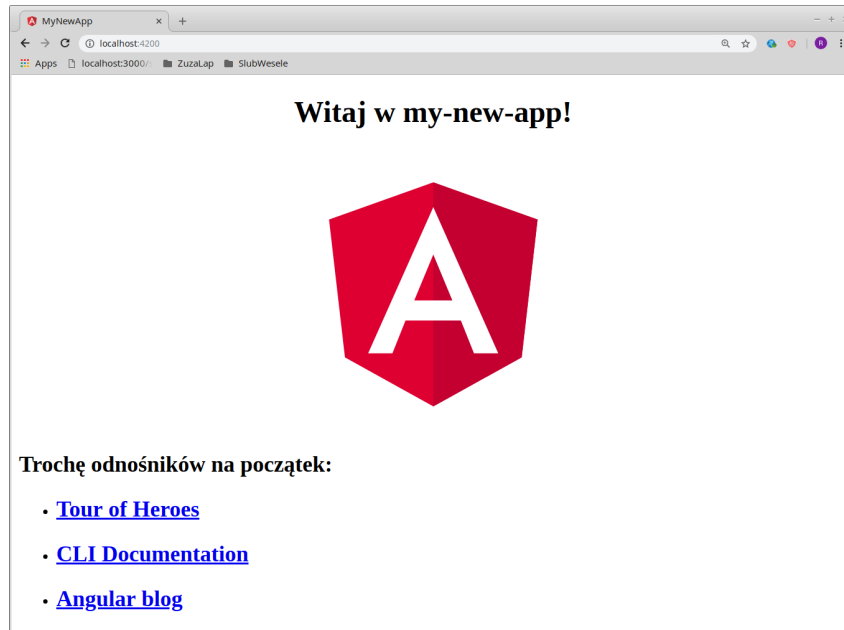 MyNewApp
localhost:4200
Apps localhost:3000/ ZuzaLap SlubWesele
R
Witaj w my-new-app!
A
Trochę odnośników na początek:
Tour of Heroes
CLI Documentation
Angular blog